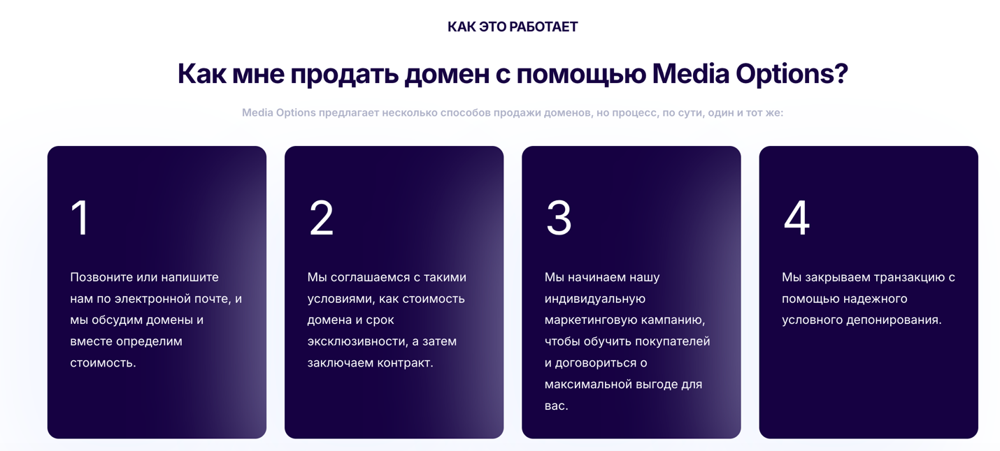 КАК ЭТО РАБОТАЕТ
Как мне продать домен с помощью Media Options?
Media Options предлагает несколько способов продажи доменов, но процесс, по сути, один и тот же:
1
Позвоните или напишите
нам по электронной почте, и
мы обсудим домены и
вместе определим
стоимость.
2
Мы соглашаемся с такими
условиями, как стоимость
домена и срок
эксклюзивности, а затем
заключаем контракт.
3
Мы начинаем нашу
индивидуальную
маркетинговую кампанию,
чтобы обучить покупателей
и договориться о
максимальной выгоде для
вас.
4
Мы закрываем транзакцию с
помощью надежного
условного депонирования.